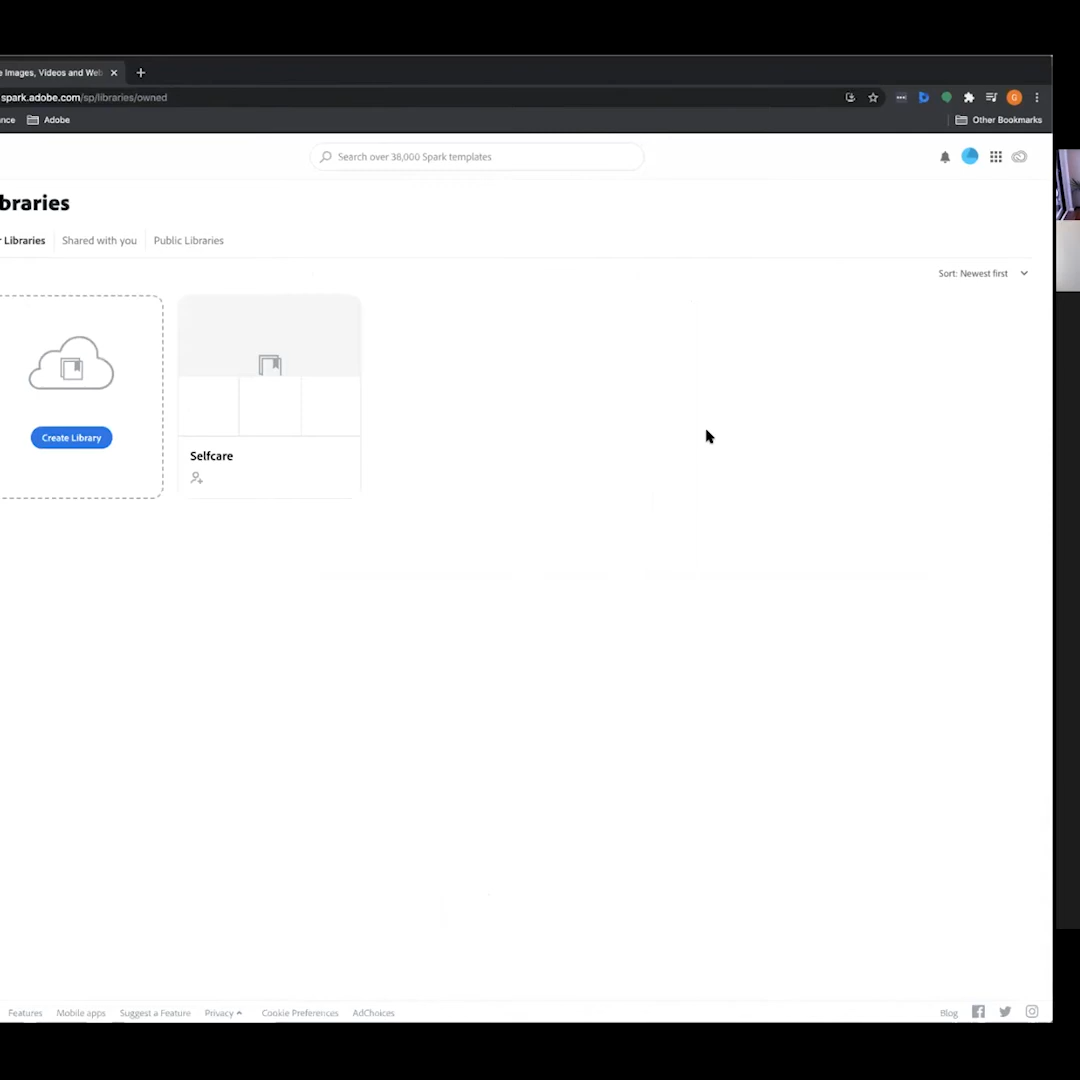 e Images, Videos and Web
spark.adobe.com/sp/libraries/owned
nce Adobe Other Bookmarks
Search over 38,000 Spark templates
braries
r Libraries Shared with you Public Libraries
Sort: Newest first
Create Library
Selfcare
Features Mobile apps Suggest a Feature Privacy Cookie Preferences AdChoices Blog